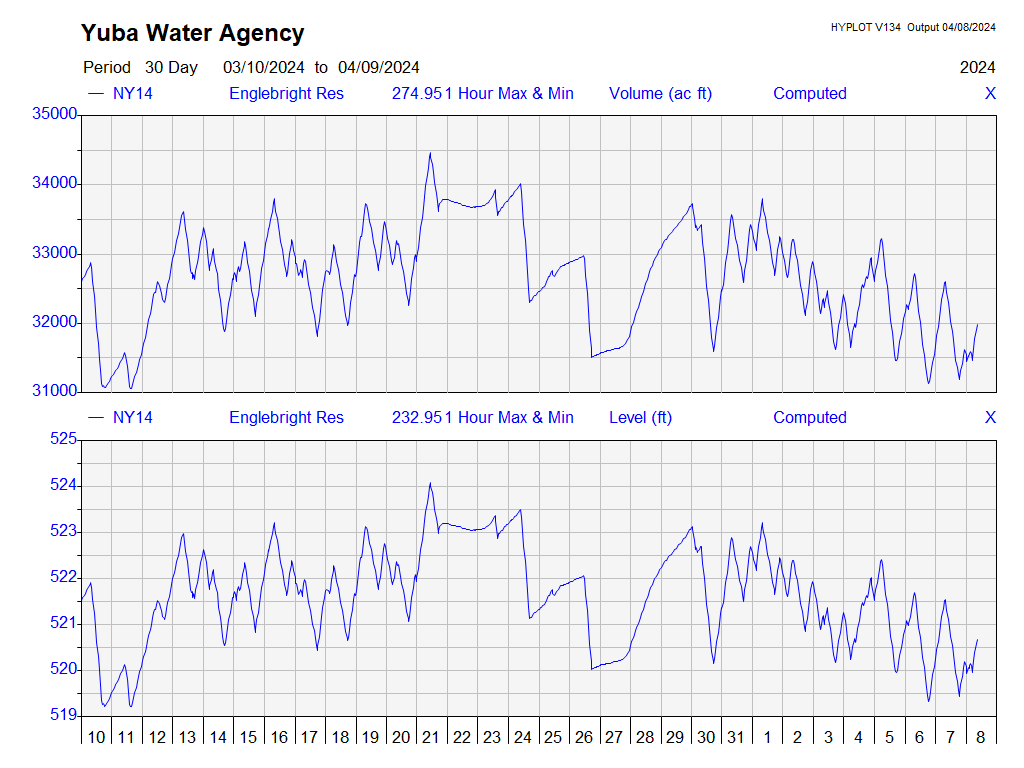 Yuba Water Agency
HYPLOT V134 Output 04/08/2024
Period 30 Day 03/10/2024 to 04/09/2024 2024
NY14 Englebright Res 274.951 Hour Max & Min Volume (ac ft) Computed X
35000
34000
33000
32000
31000
NY14 Englebright Res 232.951 Hour Max & Min Level (ft) Computed X
525
524
523
522
521
520
519
10 11 12 13 14 15 16 17 18 19 20 21 22 23 24 25 26 27 28 29 30 31 1 2 3 4 5 6 7 8